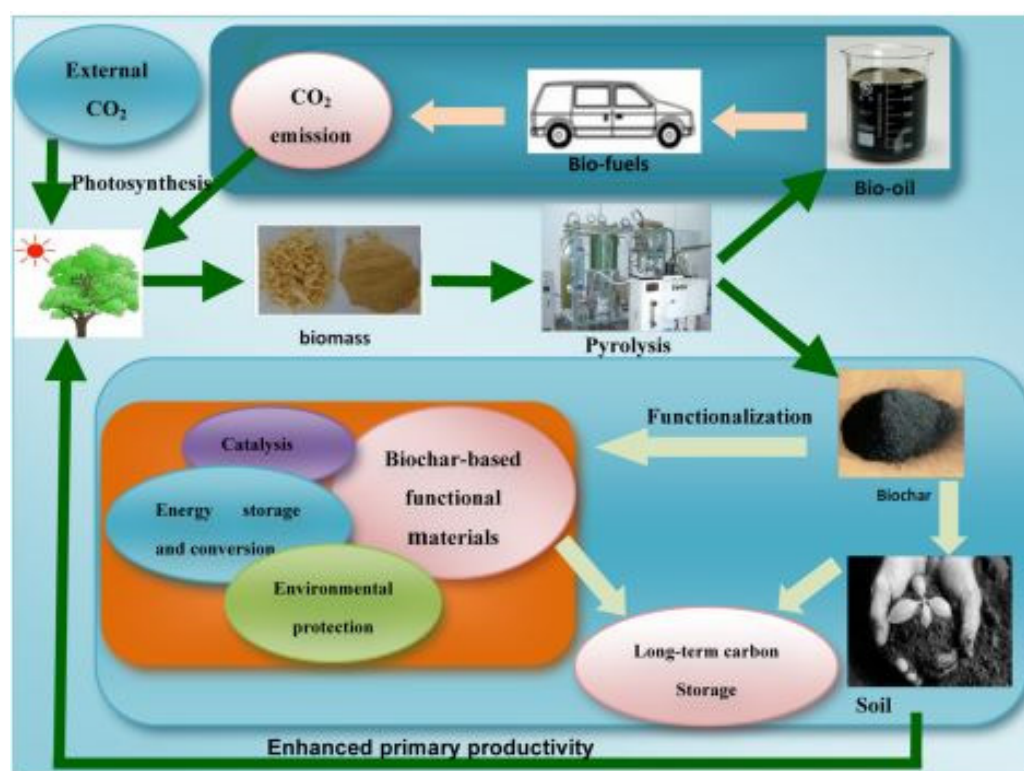 External
CO₂
CO₂
emission
Bio-fuels
Bio-oil
Photosynthesis
biomass
Pyrolysis
Functionalization
Biochar
Catalysis
Biochar-based
functional
materials
Energy storage
and conversion
Environmental
protection
Long-term carbon
Storage
Soil
Enhanced primary productivity